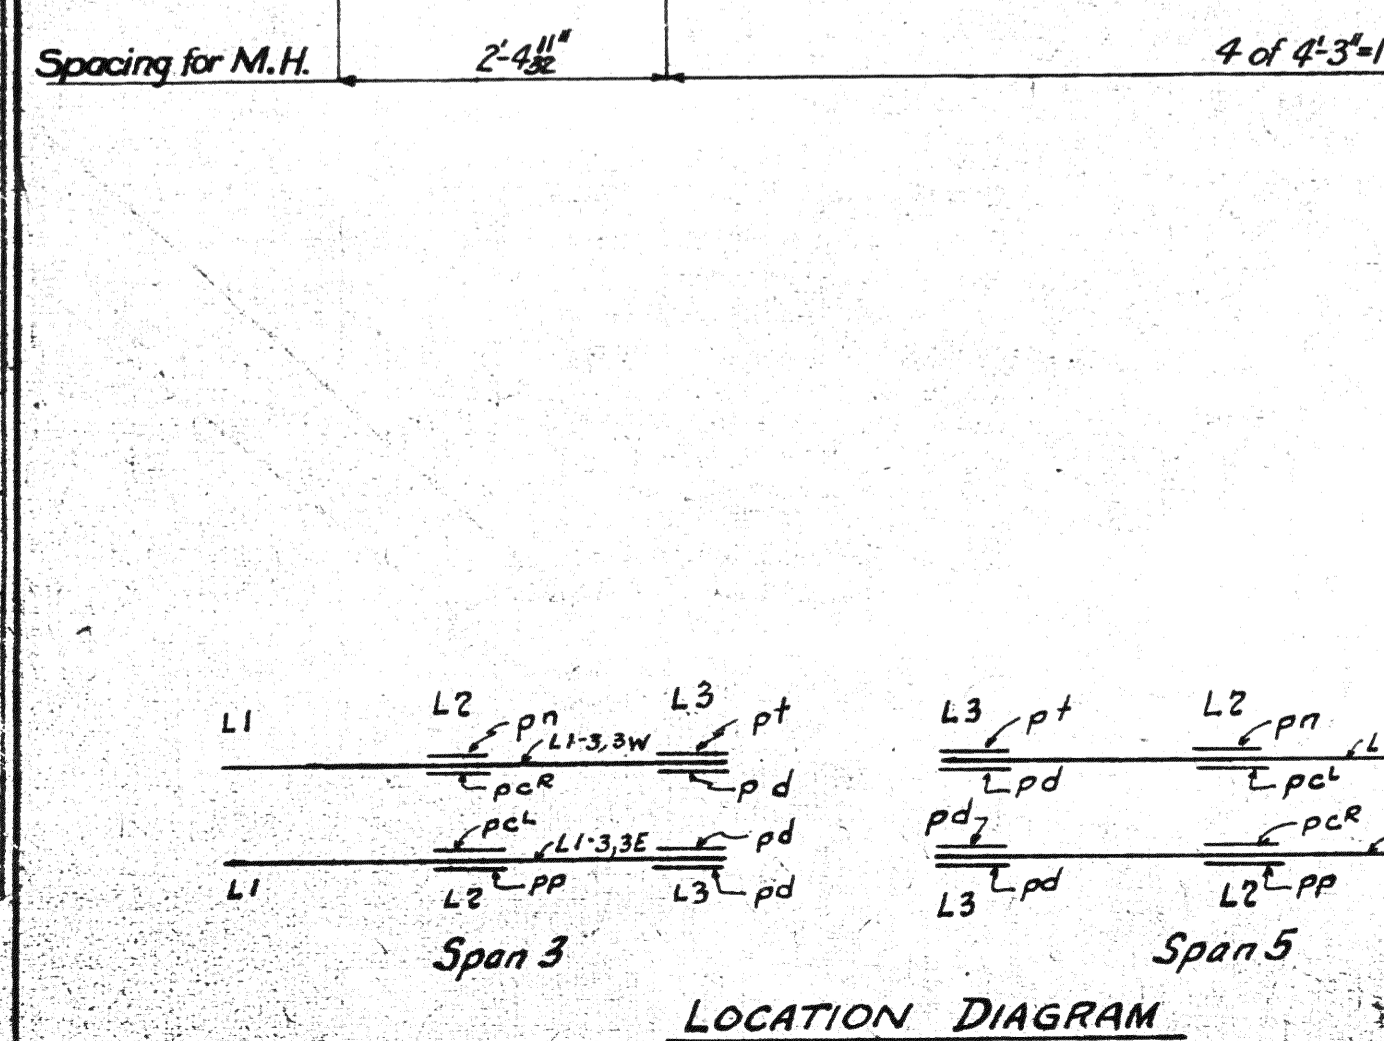 Spacing for M.H. 2'-4 11/32" 4 of 4'-3"=1
L1 L2 pn L1-3,3W L3 pt
pcR pd
pcL L1-3,3E pd
L1 L2 pp L3 pd
Span 3
L3 pt L2 pn L
pd pcL
pd pcR
L3 pd L2 pp
Span 5
LOCATION DIAGRAM